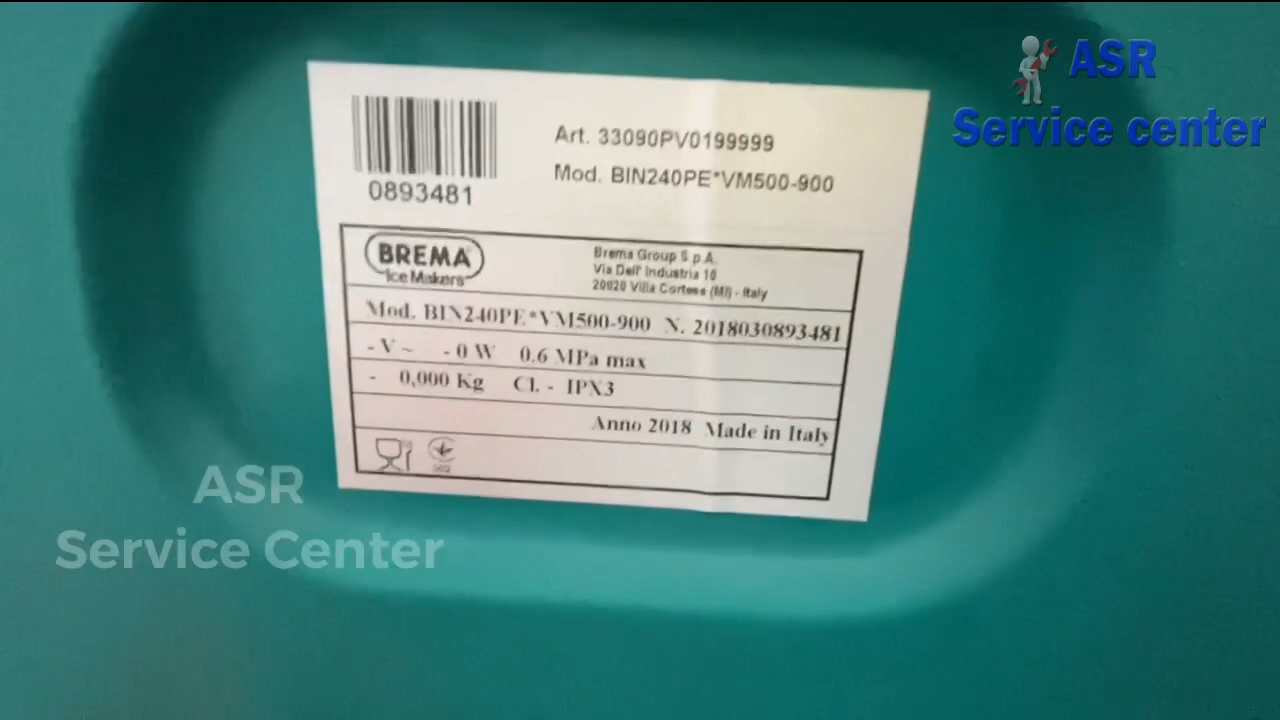 ASR
Service center
Art. 33090PV0199999
Mod. BIN240PE*VM500-900
0893481
BREMA
Ice Makers
Brema Group S.p.A.
Via Dell' Industria 10
20020 Villa Cortese (MI) - Italy
Mod. BIN240PE*VM500-900 N. 2018030893481
- V ~ - 0 W 0.6 MPa max
- 0,000 Kg Cl. - IPX3
Anno 2018 Made in Italy
ASR
Service Center